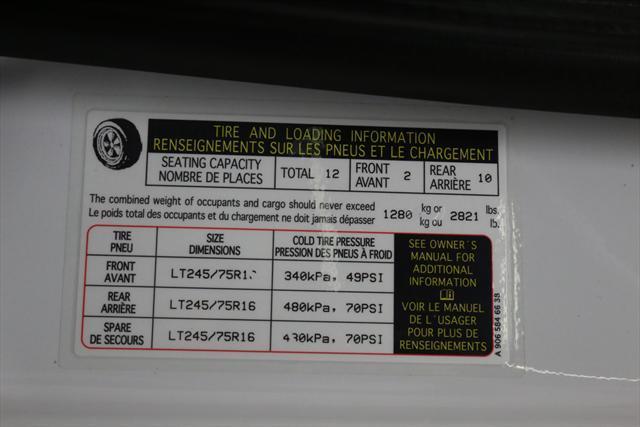 TIRE AND LOADING INFORMATION
RENSEIGNEMENTS SUR LES PNEUS ET LE CHARGEMENT
SEATING CAPACITY
NOMBRE DE PLACES
TOTAL 12
FRONT
AVANT 2
REAR
ARRIÈRE 10
The combined weight of occupants and cargo should never exceed
Le poids total des occupants et du chargement ne doit jamais dépasser
1280 kg or
kg ou
2821 lbs.
lb.
TIRE
PNEU
SIZE
DIMENSIONS
COLD TIRE PRESSURE
PRESSION DES PNEUS À FROID
FRONT
AVANT
340kPa, 49PSI
REAR
ARRIÈRE
LT245/75R16
480kPa, 70PSI
SPARE
DE SECOURS
LT245/75R16
70PSI
SEE OWNER'S
MANUAL FOR
ADDITIONAL
INFORMATION
VOIR LE MANUEL
DE L'USAGER
POUR PLUS DE
RENSEIGNEMENTS
A 906 584 66 38